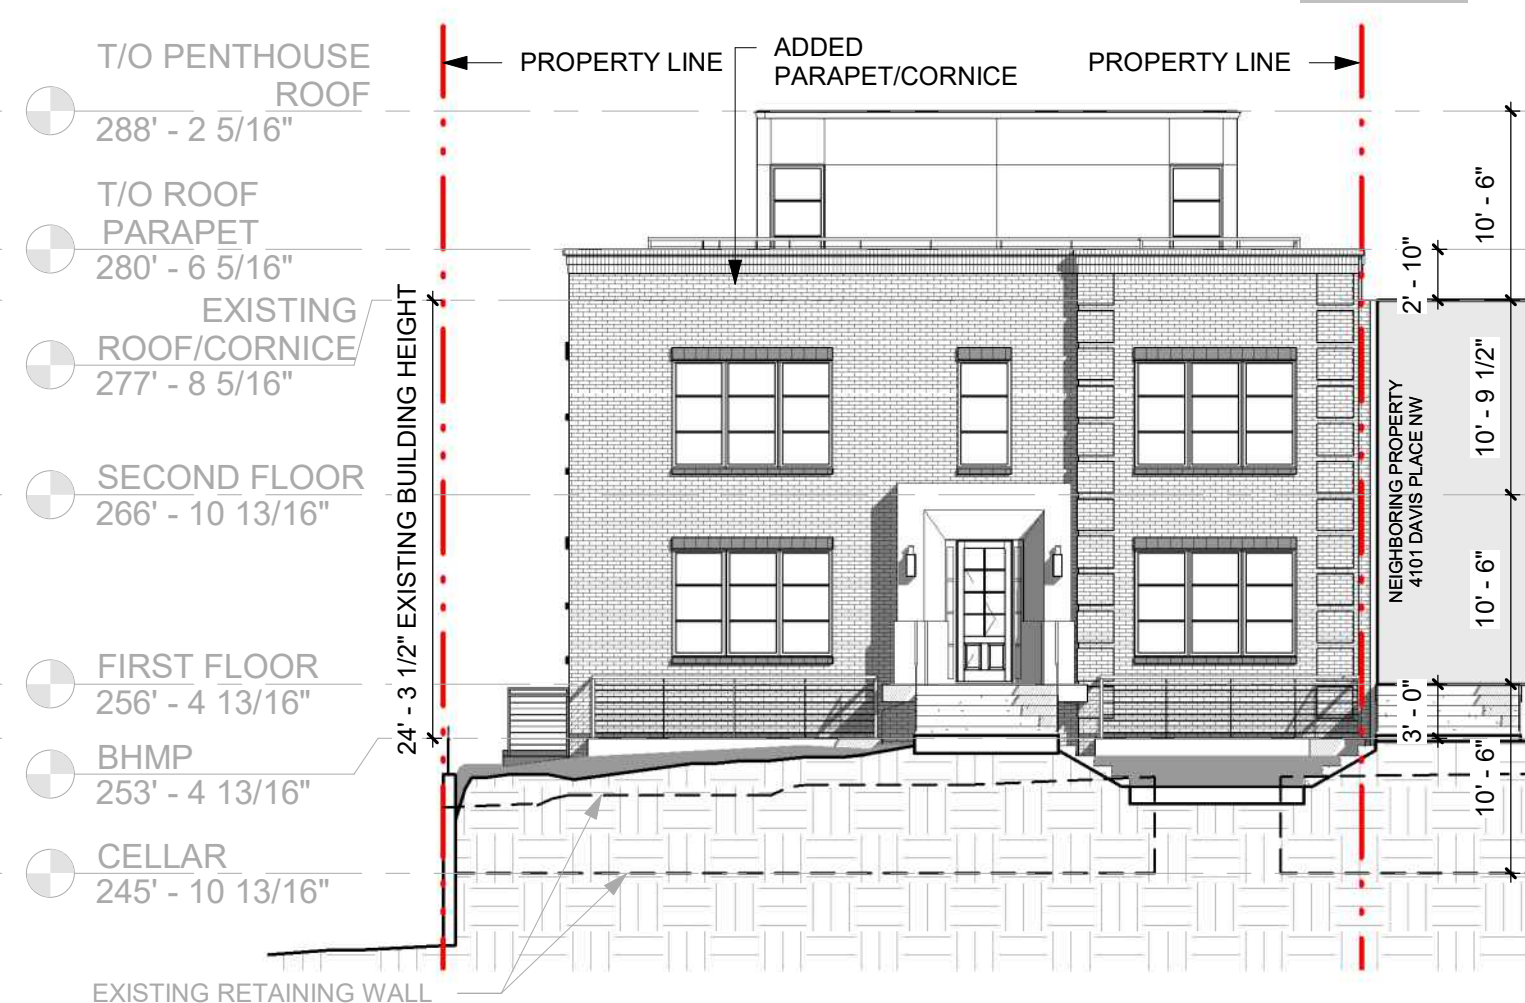 T/O PENTHOUSE
ROOF
288' - 2 5/16"
T/O ROOF
PARAPET
280' - 6 5/16"
EXISTING
ROOF/CORNICE
277' - 8 5/16"
SECOND FLOOR
266' - 10 13/16"
FIRST FLOOR
256' - 4 13/16"
BHMP
253' - 4 13/16"
CELLAR
245' - 10 13/16"
EXISTING RETAINING WALL
24' - 3 1/2" EXISTING BUILDING HEIGHT
PROPERTY LINE
ADDED
PARAPET/CORNICE
PROPERTY LINE
10' - 6"
2' - 10"
10' - 9 1/2"
NEIGHBORING PROPERTY
4101 DAVIS PLACE NW
10' - 6"
3' - 0"
10' - 6"